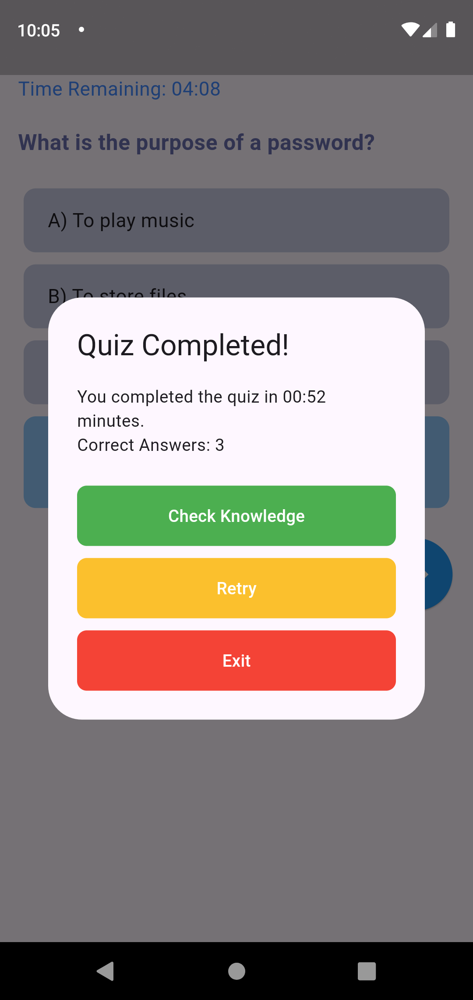 10:05
Time Remaining: 04:08
What is the purpose of a password?
A) To play music
B) To store files
Quiz Completed!
You completed the quiz in 00:52
minutes.
Correct Answers: 3
Check Knowledge
Retry
Exit